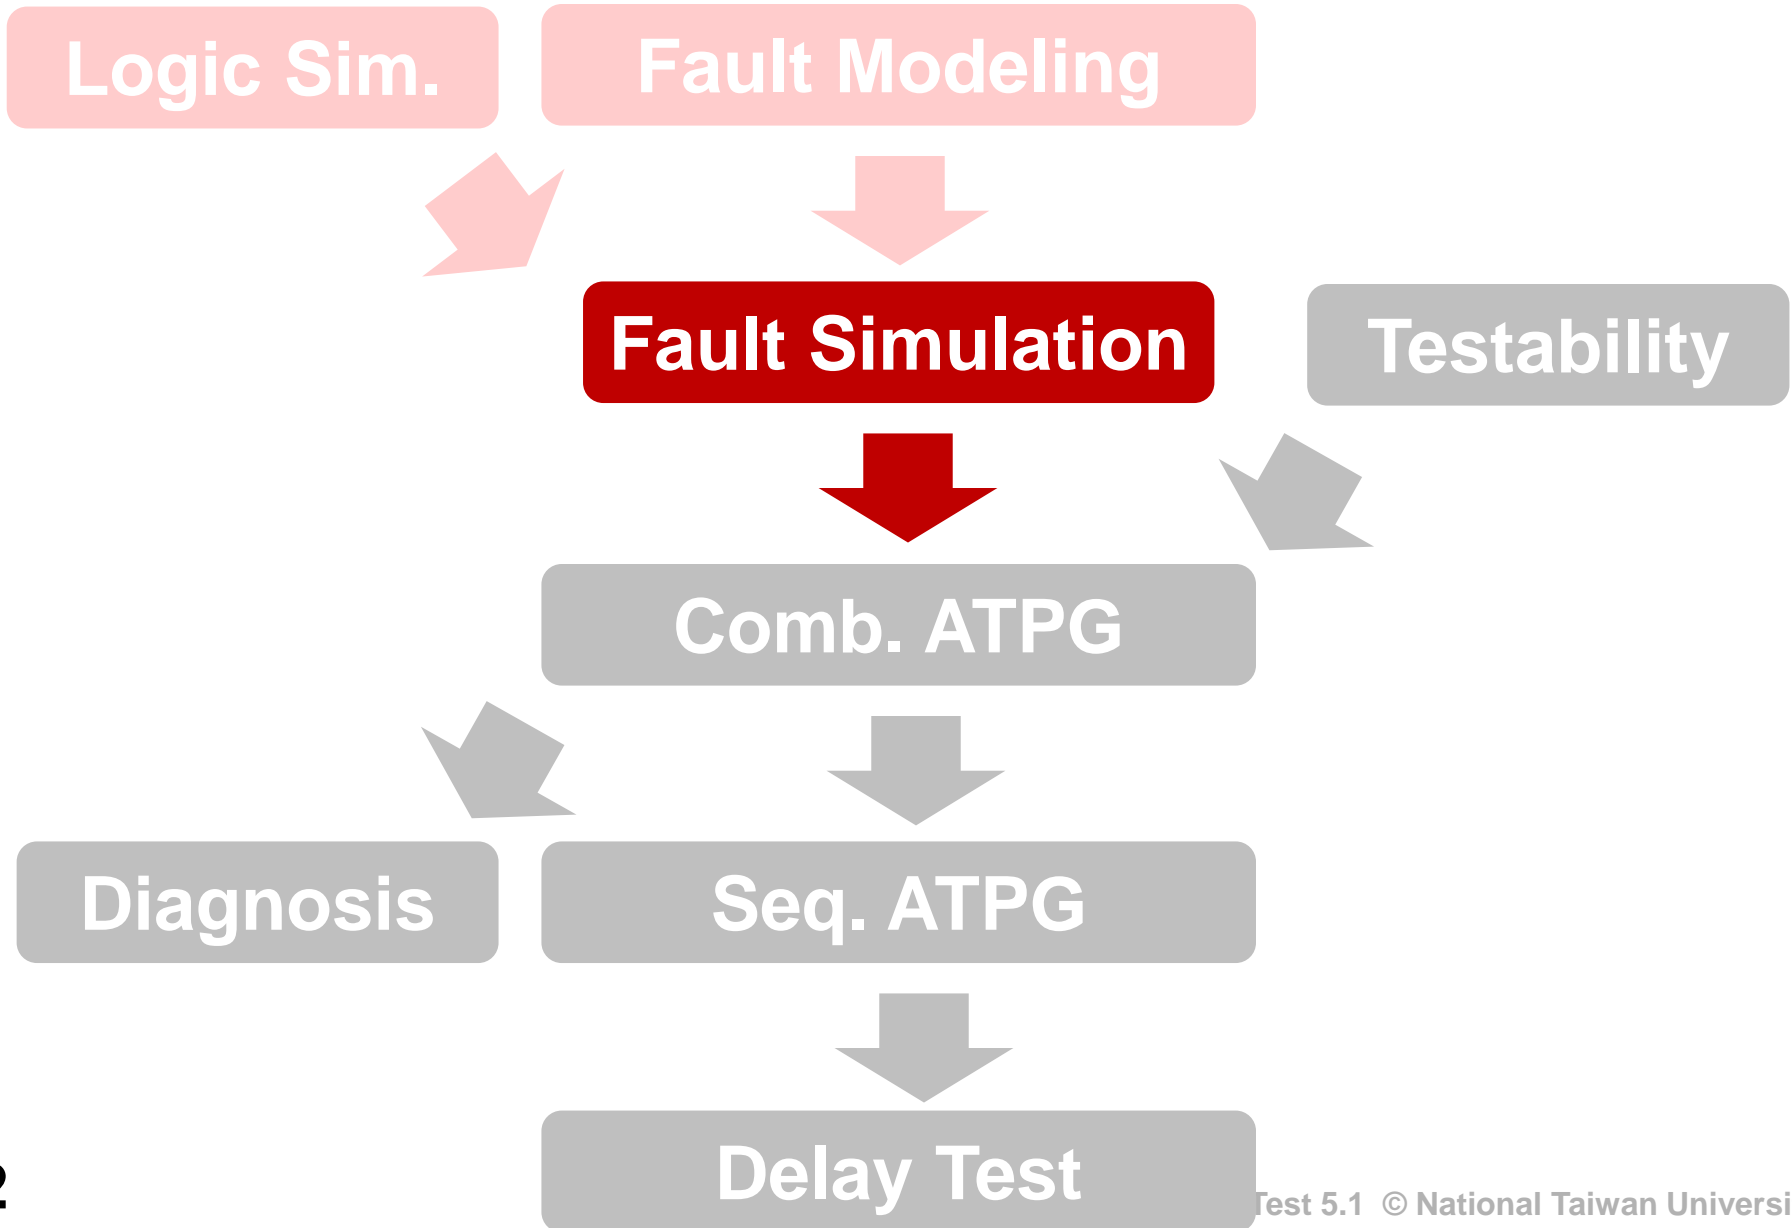 Logic Sim.
Fault Modeling
Fault Simulation
Testability
Comb. ATPG
Diagnosis
Seq. ATPG
Delay Test
2
Test 5.1 © National Taiwan Universi